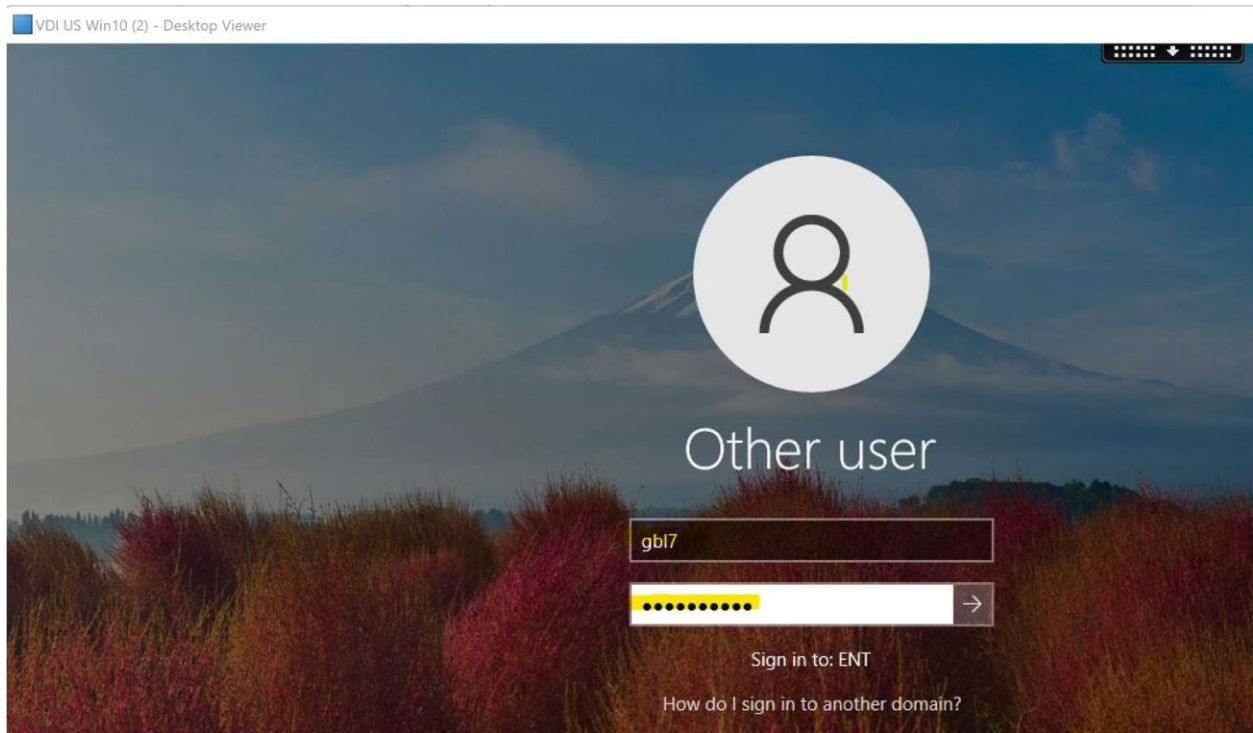 VDI US Win10 (2) - Desktop Viewer
Other user
gbl7
Sign in to: ENT
How do I sign in to another domain?